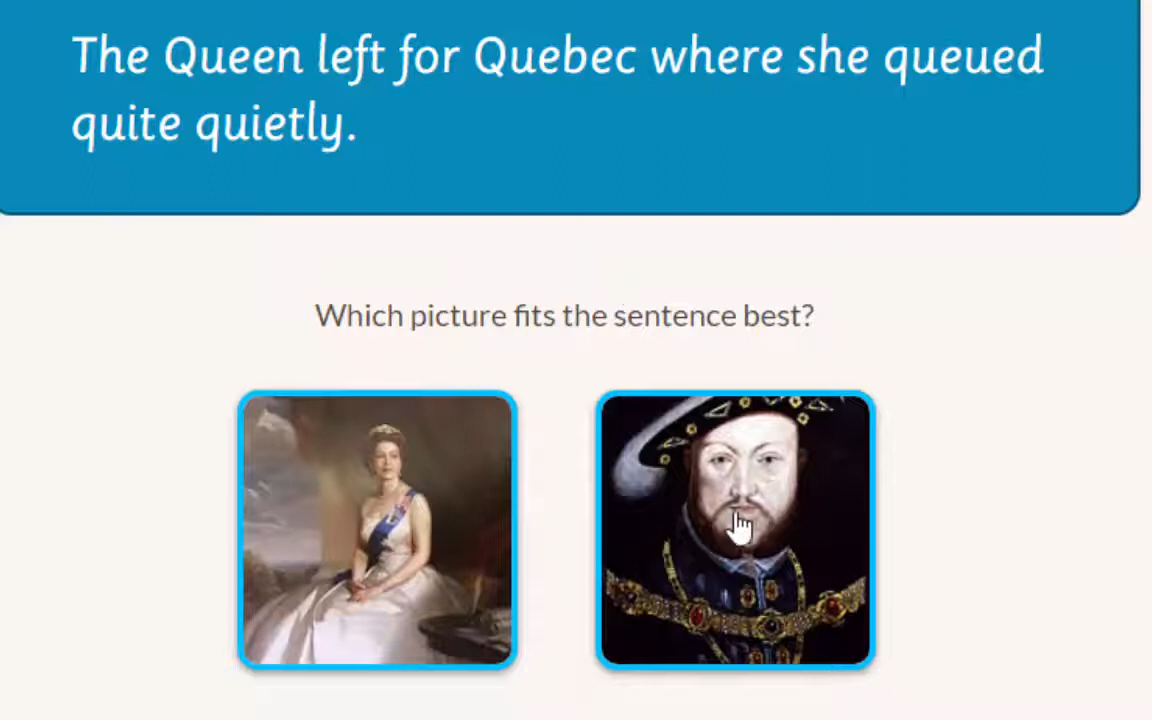 The Queen left for Quebec where she queued
quite quietly.
Which picture fits the sentence best?